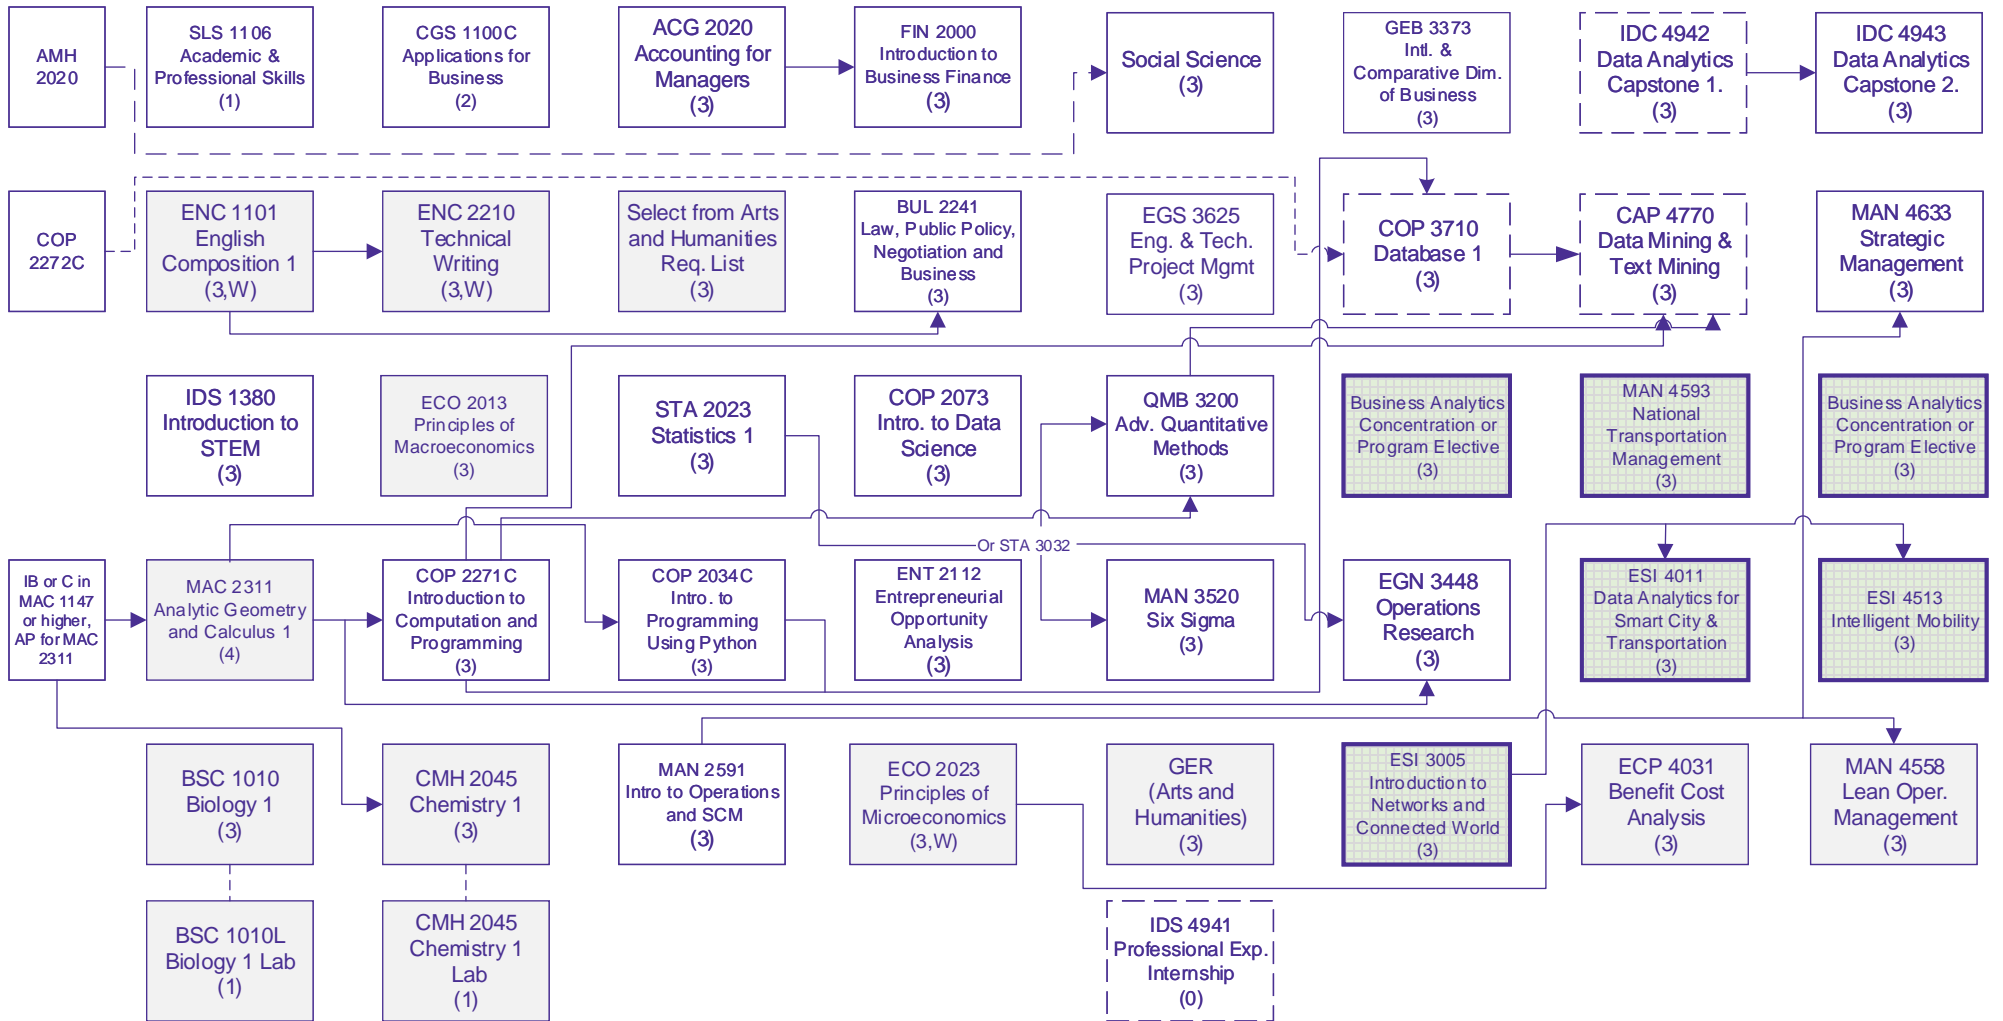 AMH
2020
SLS 1106
Academic &
Professional Skills
(1)
CGS 1100C
Applications for
Business
(2)
ACG 2020
Accounting for
Managers
(3)
FIN 2000
Introduction to
Business Finance
(3)
Social Science
(3)
GEB 3373
Intl. &
Comparative Dim.
of Business
(3)
IDC 4942
Data Analytics
Capstone 1.
(3)
IDC 4943
Data Analytics
Capstone 2.
(3)
COP
2272C
ENC 1101
English
Composition 1
(3,W)
ENC 2210
Technical
Writing
(3,W)
Select from Arts
and Humanities
Req. List
(3)
BUL 2241
Law, Public Policy,
Negotiation and
Business
(3)
EGS 3625
Eng. & Tech.
Project Mgmt
(3)
COP 3710
Database 1
(3)
CAP 4770
Data Mining &
Text Mining
(3)
MAN 4633
Strategic
Management
(3)
IDS 1380
Introduction to
STEM
(3)
ECO 2013
Principles of
Macroeconomics
(3)
STA 2023
Statistics 1
(3)
COP 2073
Intro. to Data
Science
(3)
QMB 3200
Adv. Quantitative
Methods
(3)
Business Analytics
Concentration or
Program Elective
(3)
MAN 4593
National
Transportation
Management
(3)
Business Analytics
Concentration or
Program Elective
(3)
Or STA 3032
IB or C in
MAC 1147
or higher,
AP for MAC
2311
MAC 2311
Analytic Geometry
and Calculus 1
(4)
COP 2271C
Introduction to
Computation and
Programming
(3)
COP 2034C
Intro. to
Programming
Using Python
(3)
ENT 2112
Entrepreneurial
Opportunity
Analysis
(3)
MAN 3520
Six Sigma
(3)
EGN 3448
Operations
Research
(3)
ESI 4011
Data Analytics for
Smart City &
Transportation
(3)
ESI 4513
Intelligent Mobility
(3)
BSC 1010
Biology 1
(3)
CMH 2045
Chemistry 1
(3)
MAN 2591
Intro to Operations
and SCM
(3)
ECO 2023
Principles of
Microeconomics
(3,W)
GER
(Arts and
Humanities)
(3)
ESI 3005
Introduction to
Networks and
Connected World
(3)
ECP 4031
Benefit Cost
Analysis
(3)
MAN 4558
Lean Oper.
Management
(3)
BSC 1010L
Biology 1 Lab
(1)
CMH 2045
Chemistry 1
Lab
(1)
IDS 4941
Professional Exp.
Internship
(0)